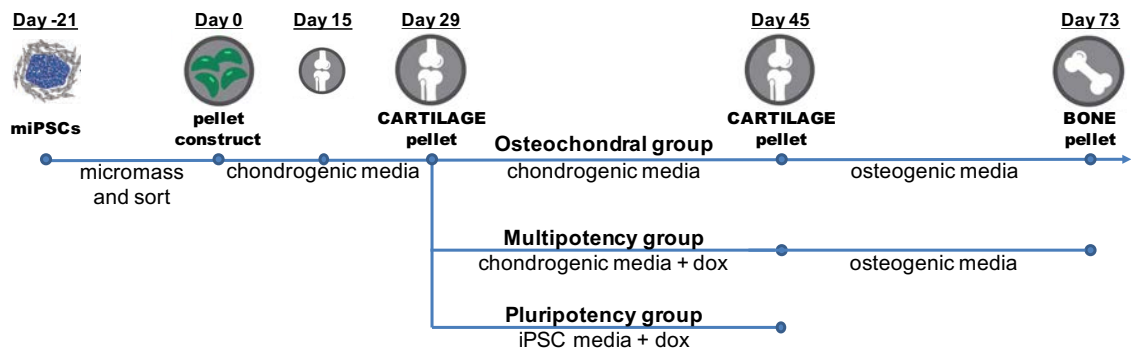 Day -21 Day 0 Day 15 Day 29 Day 45 Day 73
miPSCs
pellet
construct
CARTILAGE
pellet
CARTILAGE
pellet
BONE
pellet
Osteochondral group
micromass
and sort
chondrogenic media
chondrogenic media
osteogenic media
Multipotency group
chondrogenic media + dox
osteogenic media
Pluripotency group
iPSC media + dox